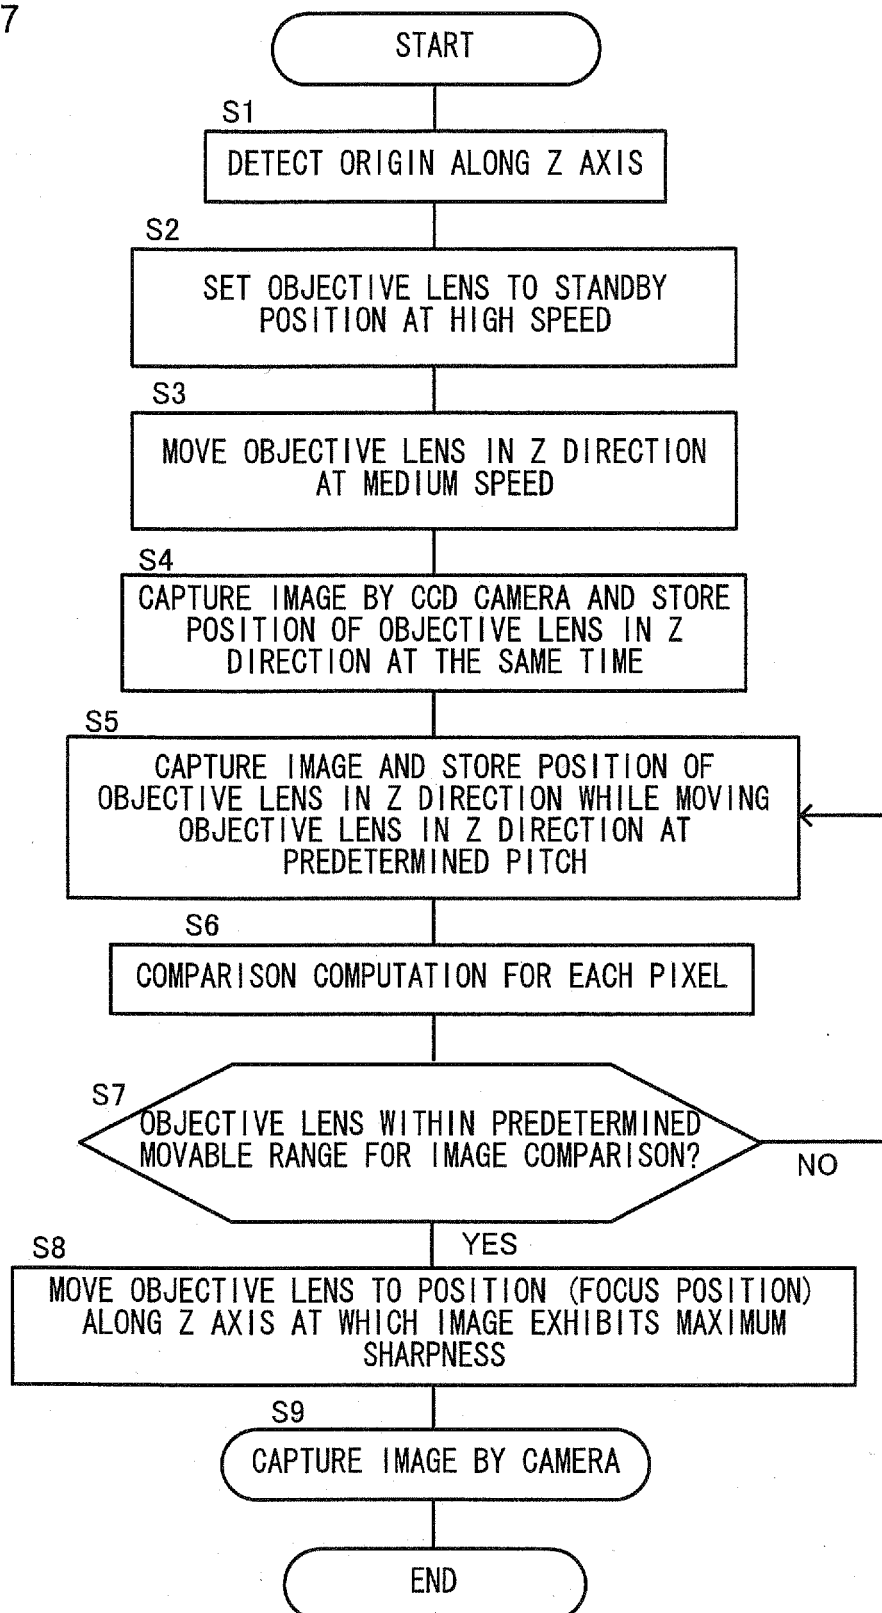 7
START
S1
DETECT ORIGIN ALONG Z AXIS
S2
SET OBJECTIVE LENS TO STANDBY
POSITION AT HIGH SPEED
S3
MOVE OBJECTIVE LENS IN Z DIRECTION
AT MEDIUM SPEED
S4
CAPTURE IMAGE BY CCD CAMERA AND STORE
POSITION OF OBJECTIVE LENS IN Z
DIRECTION AT THE SAME TIME
S5
CAPTURE IMAGE AND STORE POSITION OF
OBJECTIVE LENS IN Z DIRECTION WHILE MOVING
OBJECTIVE LENS IN Z DIRECTION AT
PREDETERMINED PITCH
S6
COMPARISON COMPUTATION FOR EACH PIXEL
S7
OBJECTIVE LENS WITHIN PREDETERMINED
MOVABLE RANGE FOR IMAGE COMPARISON?
NO
YES
S8
MOVE OBJECTIVE LENS TO POSITION (FOCUS POSITION)
ALONG Z AXIS AT WHICH IMAGE EXHIBITS MAXIMUM
SHARPNESS
S9
CAPTURE IMAGE BY CAMERA
END